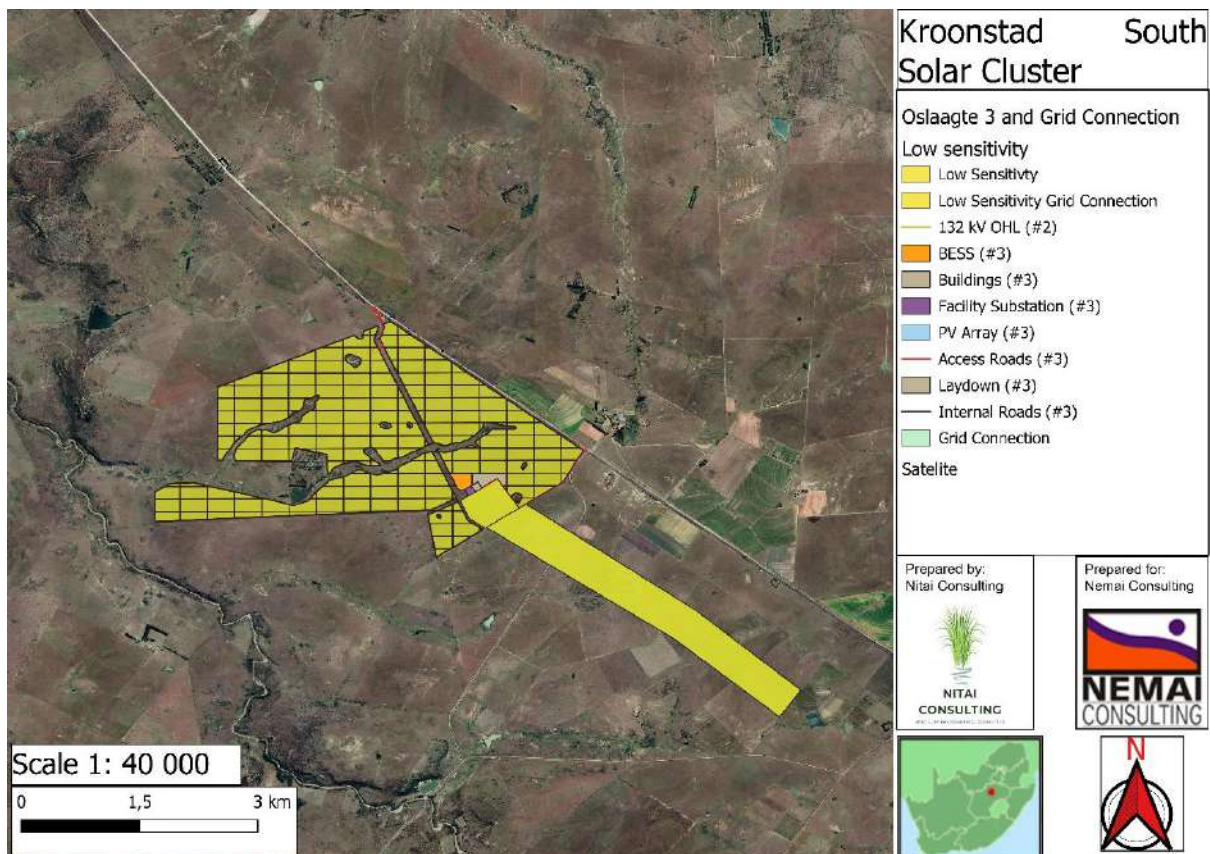 Kroonstad South
Solar Cluster
Oslaagte 3 and Grid Connection
Low sensitivity
Low Sensitivty
Low Sensitivity Grid Connection
132 kV OHL (#2)
BESS (#3)
Buildings (#3)
Facility Substation (#3)
PV Array (#3)
Access Roads (#3)
Laydown (#3)
Internal Roads (#3)
Grid Connection
Satelite
Prepared by:
Nitai Consulting
NITAI
CONSULTING
Prepared for:
Nemai Consulting
NEMAI
CONSULTING
Scale 1: 40 000
0 1,5 3 km
N